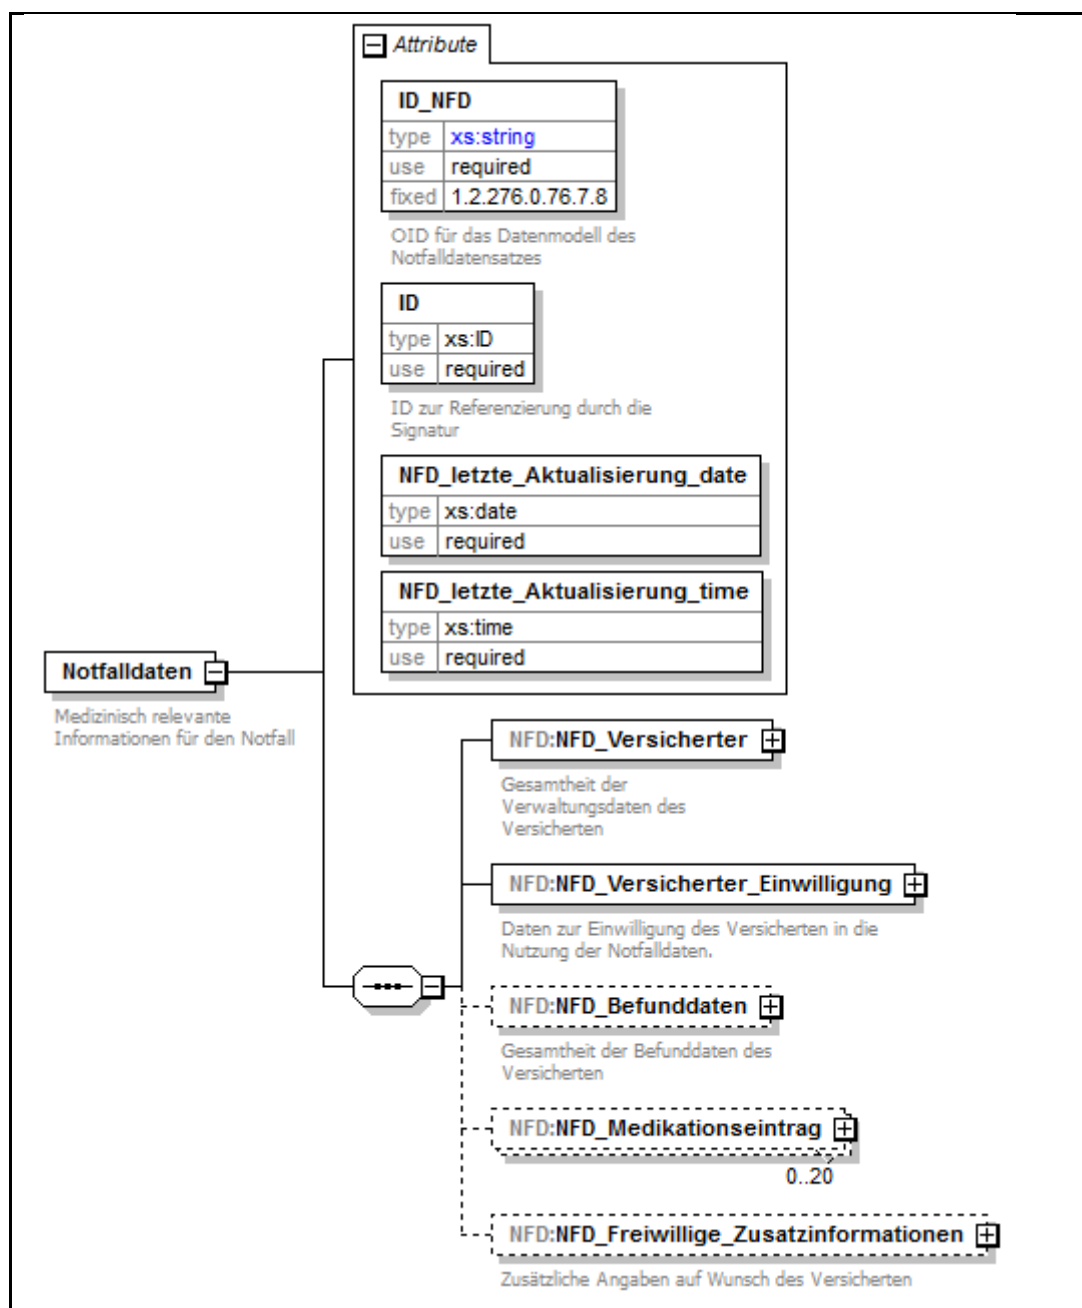 Attribute
ID_NFD
type xs:string
use required
fixed 1.2.276.0.76.7.8
OID für das Datenmodell des
Notfalldatensatzes
ID
type xs:ID
use required
ID zur Referenzierung durch die
Signatur
NFD_letzte_Aktualisierung_date
type xs:date
use required
NFD_letzte_Aktualisierung_time
type xs:time
use required
Notfalldaten
Medizinisch relevante
Informationen für den Notfall
NFD:NFD_Versicherter
Gesamtheit der
Verwaltungsdaten des
Versicherten
NFD:NFD_Versicherter_Einwilligung
Daten zur Einwilligung des Versicherten in die
Nutzung der Notfalldaten.
NFD:NFD_Befunddaten
Gesamtheit der Befunddaten des
Versicherten
NFD:NFD_Medikationseintrag
0..20
NFD:NFD_Freiwillige_Zusatzinformationen
Zusätzliche Angaben auf Wunsch des Versicherten